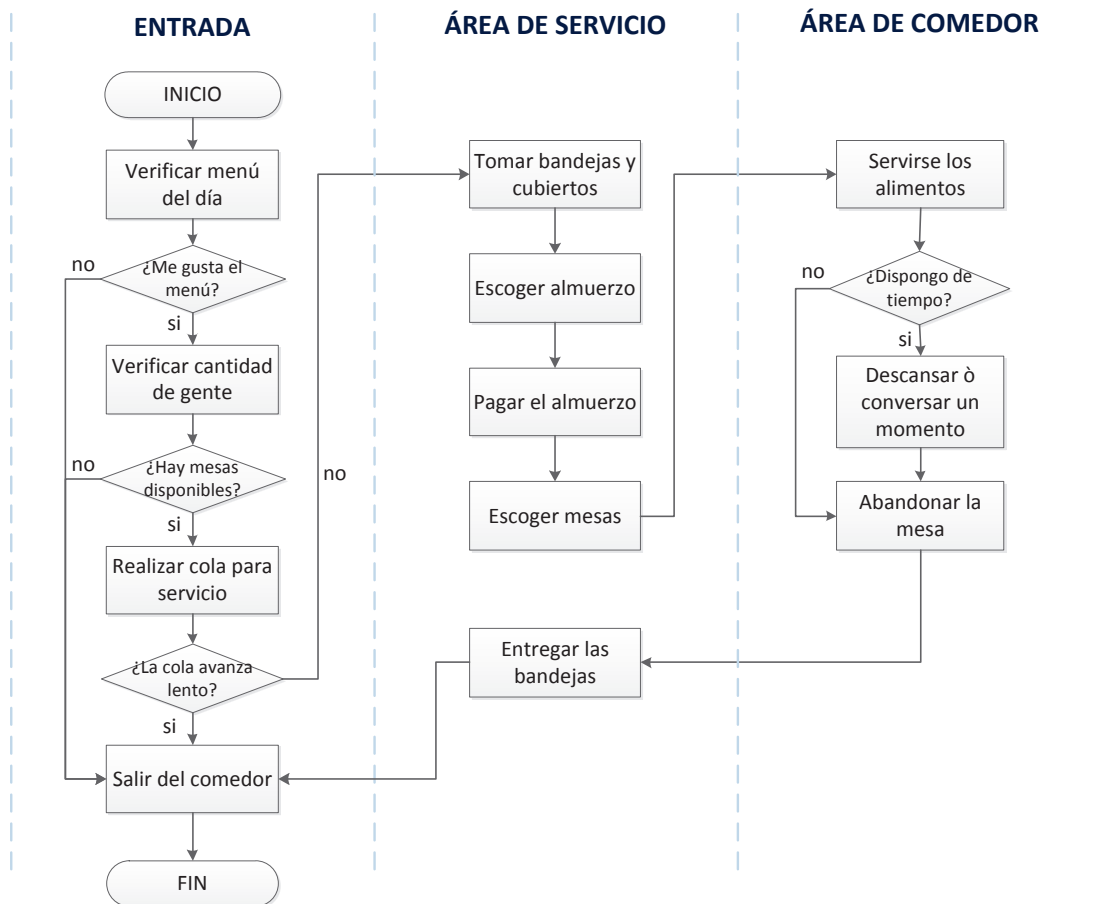 ENTRADA
ÁREA DE SERVICIO
ÁREA DE COMEDOR
INICIO
Verificar menú
del día
¿Me gusta el
menú?
no
si
Verificar cantidad
de gente
¿Hay mesas
disponibles?
no
si
Realizar cola para
servicio
¿La cola avanza
lento?
no
si
Salir del comedor
FIN
Tomar bandejas y
cubiertos
Escoger almuerzo
Pagar el almuerzo
Escoger mesas
Entregar las
bandejas
Servirse los
alimentos
¿Dispongo de
tiempo?
no
si
Descansar ò
conversar un
momento
Abandonar la
mesa